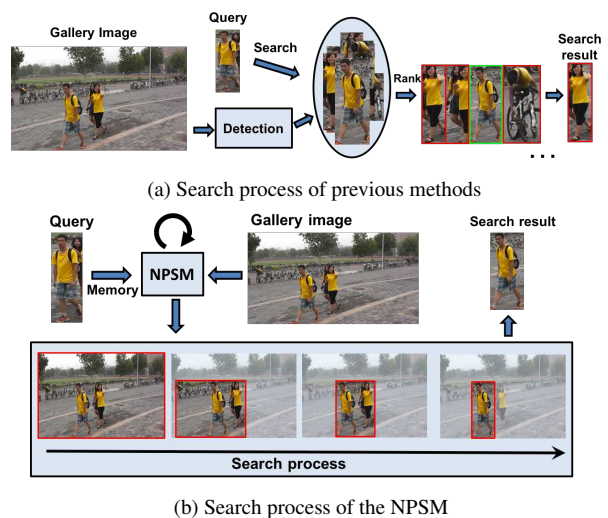 Gallery Image
Query
Search
Detection
Rank
Search
result
...
(a) Search process of previous methods
Query
Memory
NPSM
Gallery image
Search result
Search process
(b) Search process of the NPSM